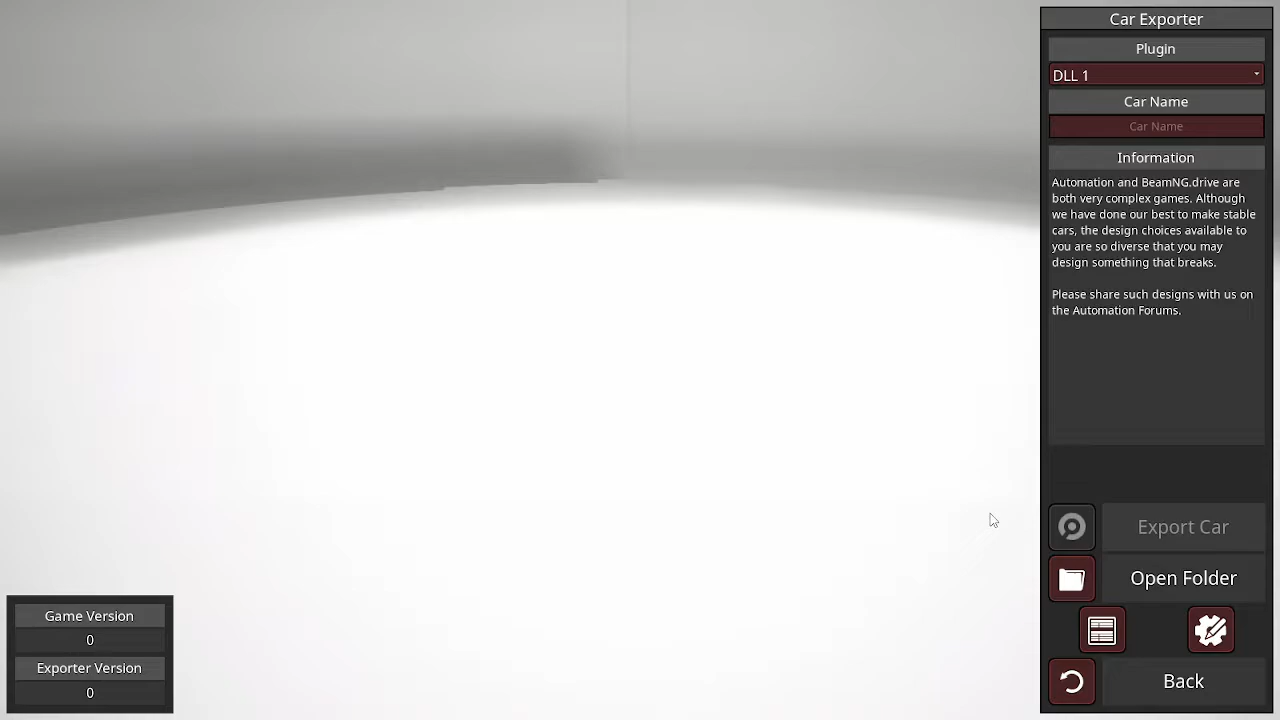 Car Exporter
Plugin
DLL 1
Car Name
Car Name
Information
Automation and BeamNG.drive are
both very complex games. Although
we have done our best to make stable
cars, the design choices available to
you are so diverse that you may
design something that breaks.
Please share such designs with us on
the Automation Forums.
Export Car
Open Folder
Back
Game Version
0
Exporter Version
0